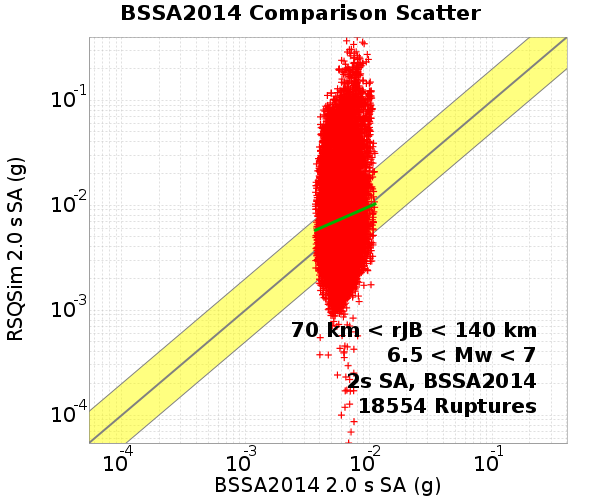 BSSA2014 Comparison Scatter
RSQSim 2.0 s SA (g)
10^-1
10^-2
10^-3
10^-4
70 km < rJB < 140 km
6.5 < Mw < 7
2s SA, BSSA2014
18554 Ruptures
10^-4 10^-3 10^-2 10^-1
BSSA2014 2.0 s SA (g)